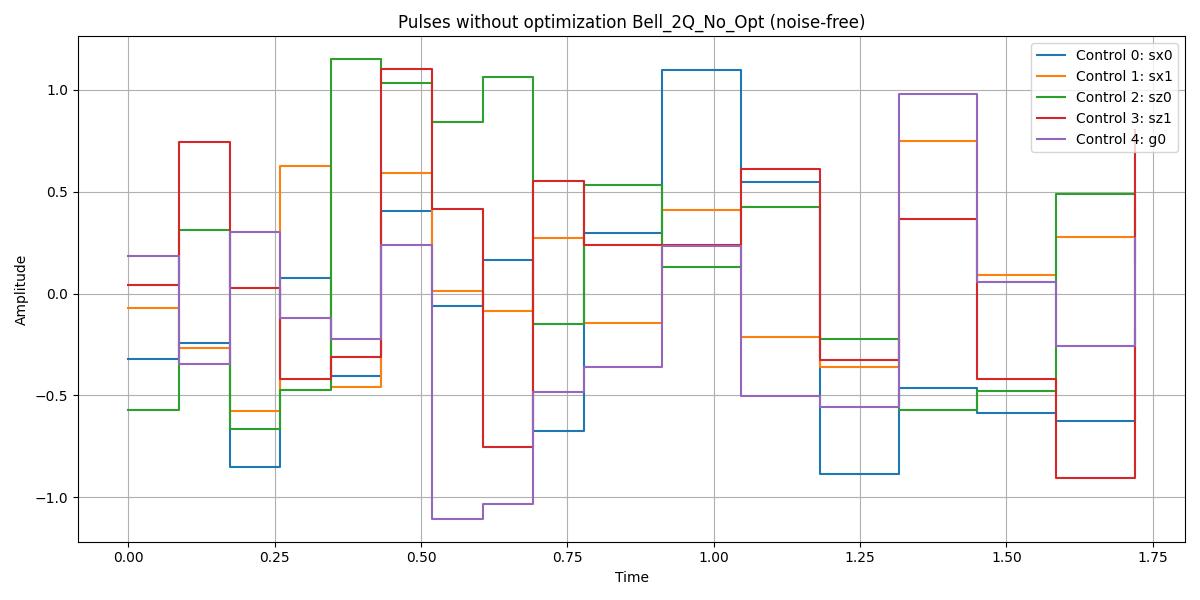 Pulses without optimization Bell_2Q_No_Opt (noise-free)
Control 0: sx0
Control 1: sx1
Control 2: sz0
Control 3: sz1
Control 4: g0
Amplitude
1.0
0.5
0.0
−0.5
−1.0
0.00 0.25 0.50 0.75 1.00 1.25 1.50 1.75
Time